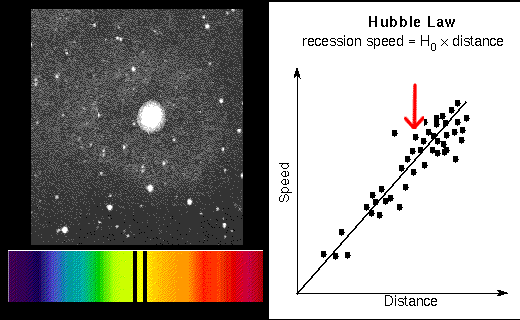 Hubble Law
recession speed = H₀ × distance
Speed
Distance